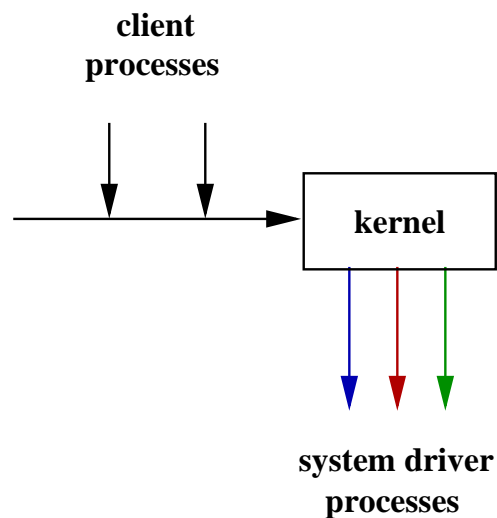 client
processes
kernel
system driver
processes